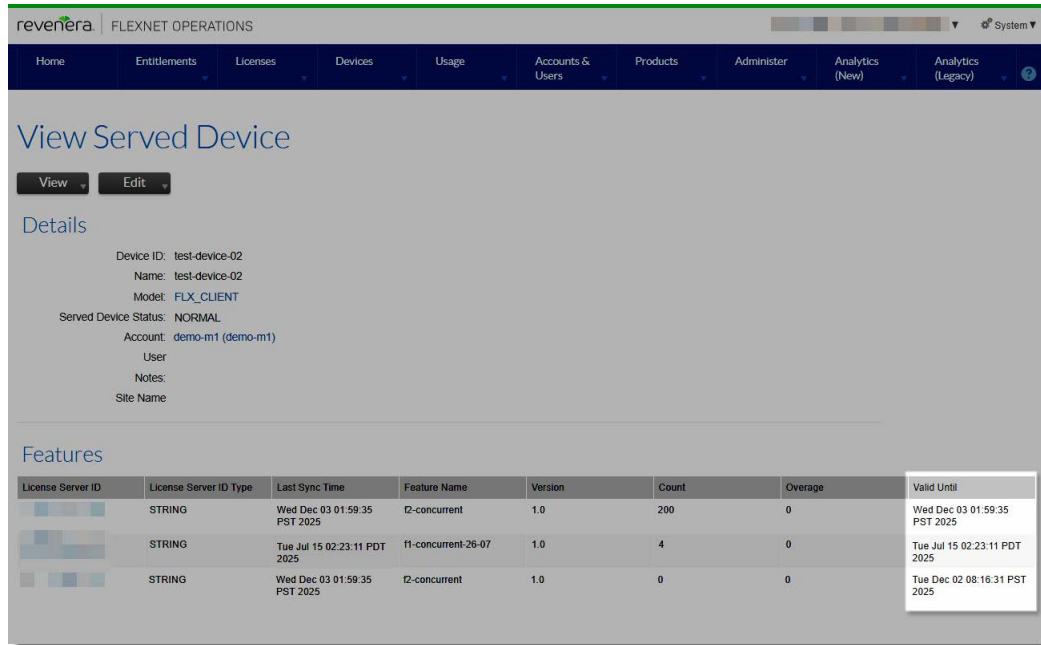 revenera. FLEXNET OPERATIONS
System
Home Entitlements Licenses Devices Usage Accounts & Users Products Administer Analytics (New) Analytics (Legacy) ?
View Served Device
View Edit
Details
Device ID: test-device-02
Name: test-device-02
Model: FLX_CLIENT
Served Device Status: NORMAL
Account: demo-m1 (demo-m1)
User
Notes:
Site Name
Features
License Server ID License Server ID Type Last Sync Time Feature Name Version Count Overage Valid Until
STRING Wed Dec 03 01:59:35 PST 2025 f2-concurrent 1.0 200 0 Wed Dec 03 01:59:35 PST 2025
STRING Tue Jul 15 02:23:11 PDT 2025 f1-concurrent-26-07 1.0 4 0 Tue Jul 15 02:23:11 PDT 2025
STRING Wed Dec 03 01:59:35 PST 2025 f2-concurrent 1.0 0 0 Tue Dec 02 08:16:31 PST 2025